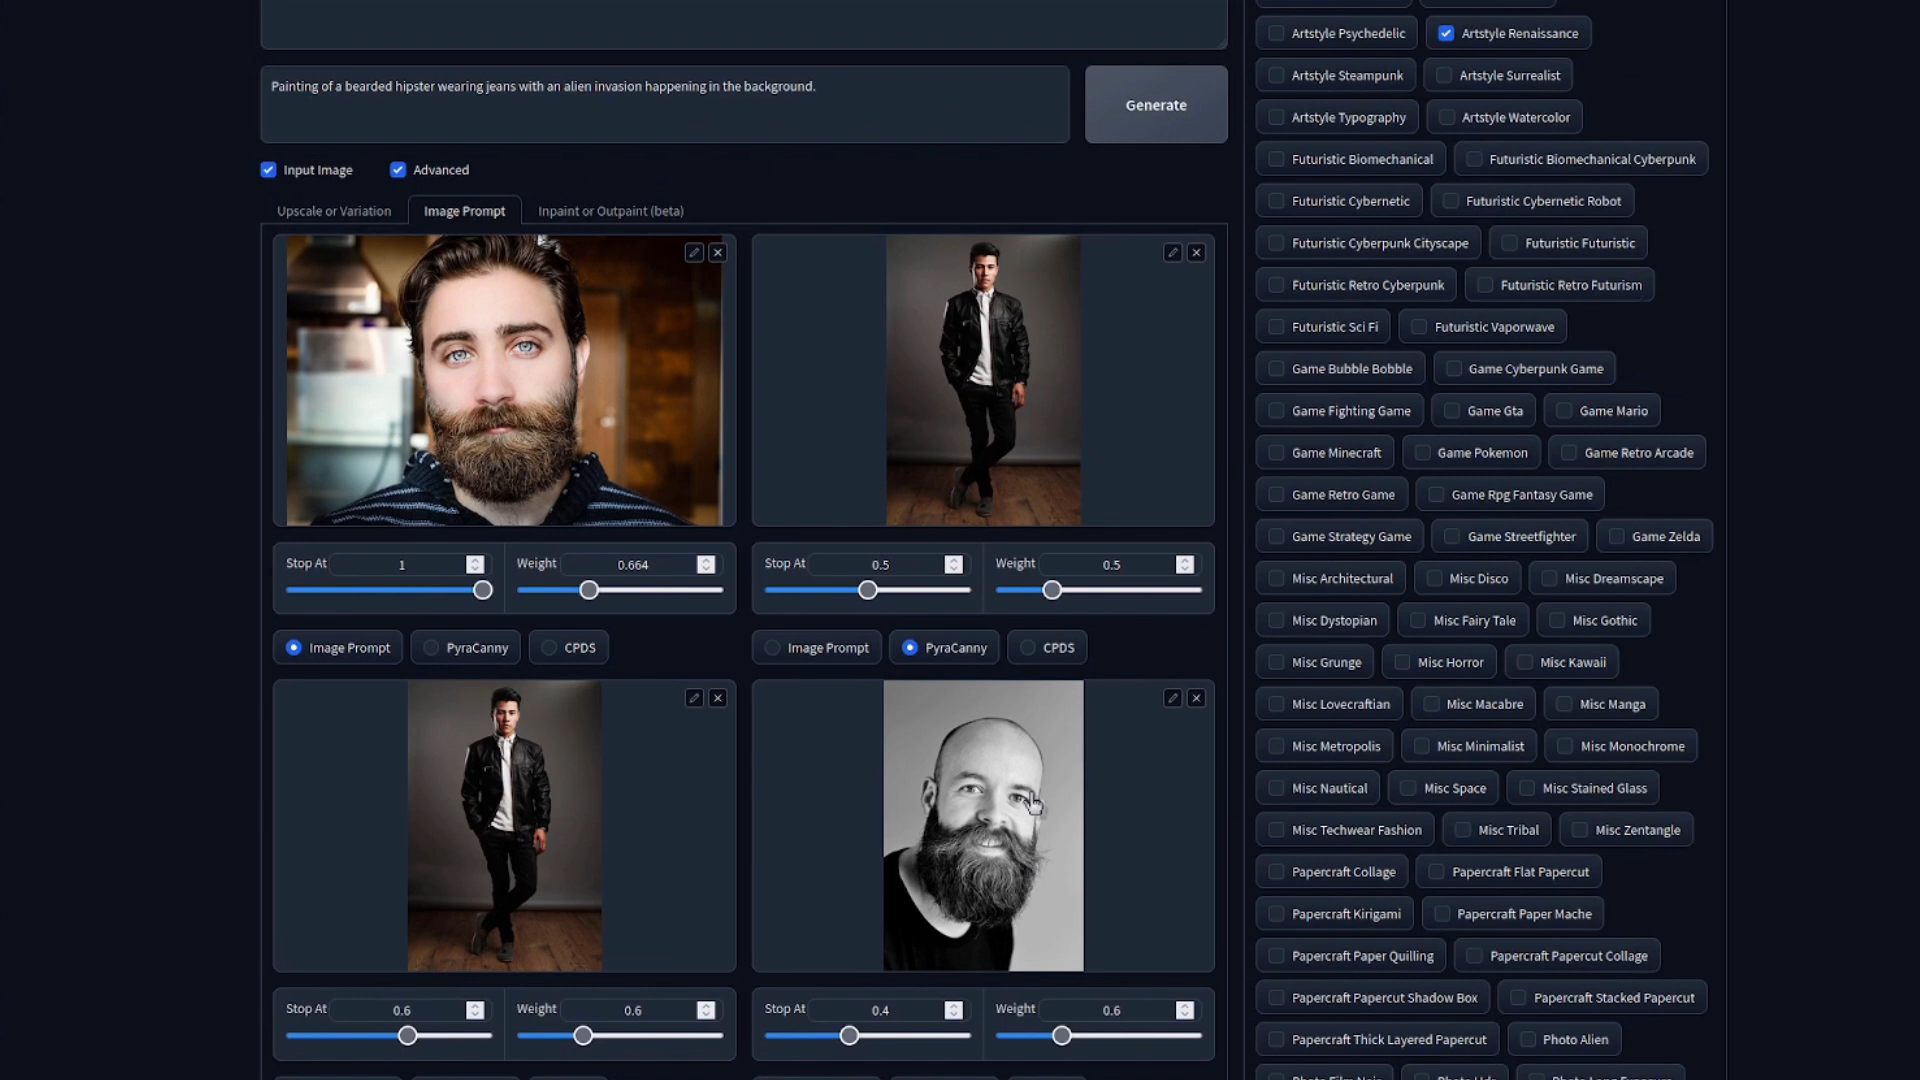 Painting of a bearded hipster wearing jeans with an alien invasion happening in the background.
Generate
Input Image
Advanced
Upscale or Variation
Image Prompt
Inpaint or Outpaint (beta)
Stop At 1
Weight 0.664
Stop At 0.5
Weight 0.5
Image Prompt
PyraCanny
CPDS
Image Prompt
PyraCanny
CPDS
Stop At 0.6
Weight 0.6
Stop At 0.4
Weight 0.6
Artstyle Psychedelic
Artstyle Renaissance
Artstyle Steampunk
Artstyle Surrealist
Artstyle Typography
Artstyle Watercolor
Futuristic Biomechanical
Futuristic Biomechanical Cyberpunk
Futuristic Cybernetic
Futuristic Cybernetic Robot
Futuristic Cyberpunk Cityscape
Futuristic Futuristic
Futuristic Retro Cyberpunk
Futuristic Retro Futurism
Futuristic Sci Fi
Futuristic Vaporwave
Game Bubble Bobble
Game Cyberpunk Game
Game Fighting Game
Game Gta
Game Mario
Game Minecraft
Game Pokemon
Game Retro Arcade
Game Retro Game
Game Rpg Fantasy Game
Game Strategy Game
Game Streetfighter
Game Zelda
Misc Architectural
Misc Disco
Misc Dreamscape
Misc Dystopian
Misc Fairy Tale
Misc Gothic
Misc Grunge
Misc Horror
Misc Kawaii
Misc Lovecraftian
Misc Macabre
Misc Manga
Misc Metropolis
Misc Minimalist
Misc Monochrome
Misc Nautical
Misc Space
Misc Stained Glass
Misc Techwear Fashion
Misc Tribal
Misc Zentangle
Papercraft Collage
Papercraft Flat Papercut
Papercraft Kirigami
Papercraft Paper Mache
Papercraft Paper Quilling
Papercraft Papercut Collage
Papercraft Papercut Shadow Box
Papercraft Stacked Papercut
Papercraft Thick Layered Papercut
Photo Alien